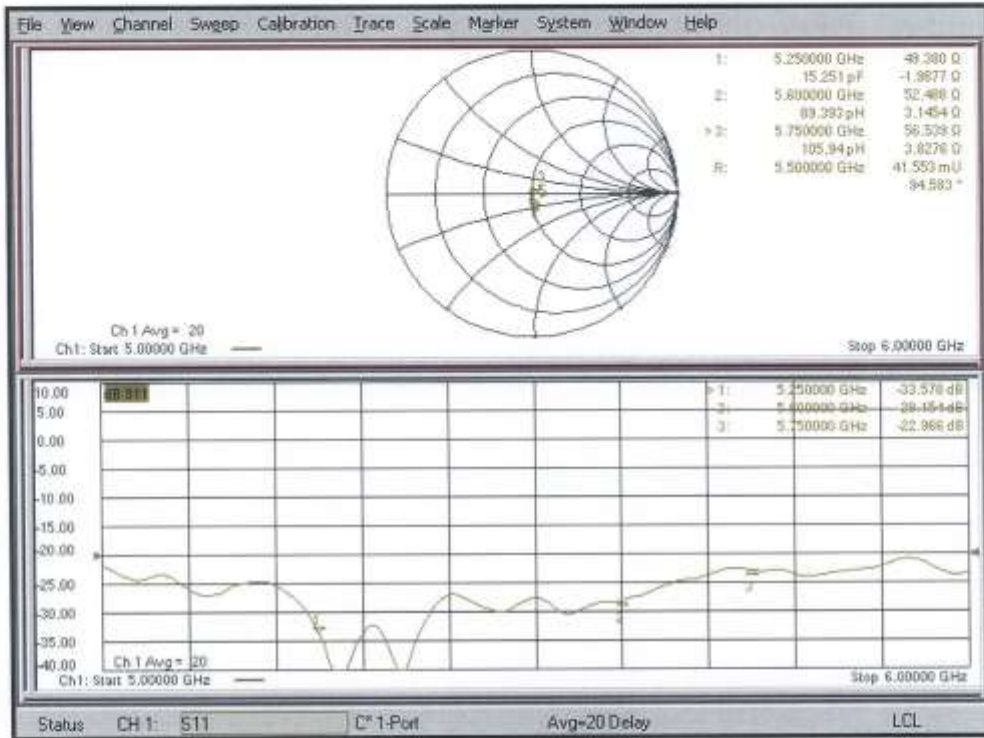 File View Channel Sweep Calibration Trace Scale Marker System Window Help
1: 5.250000 GHz 49.380 Ω
15.251 pF -1.9877 Ω
2: 5.600000 GHz 52.488 Ω
89.393 pH 3.1454 Ω
> 3: 5.750000 GHz 56.539 Ω
105.94 pH 3.8276 Ω
R: 5.500000 GHz 41.553 mU
94.583 °
Ch 1 Avg = 20
Ch1: Start 5.00000 GHz
Stop 6.00000 GHz
10.00
dB S11
> 1: 5.250000 GHz -33.570 dB
5.00
2: 5.600000 GHz -28.154 dB
3: 5.750000 GHz -22.966 dB
0.00
-5.00
-10.00
-15.00
-20.00
-25.00
-30.00
-35.00
-40.00
Ch 1 Avg = 20
Ch1: Start 5.00000 GHz
Stop 6.00000 GHz
Status CH 1: S11 C* 1-Port Avg=20 Delay LCL